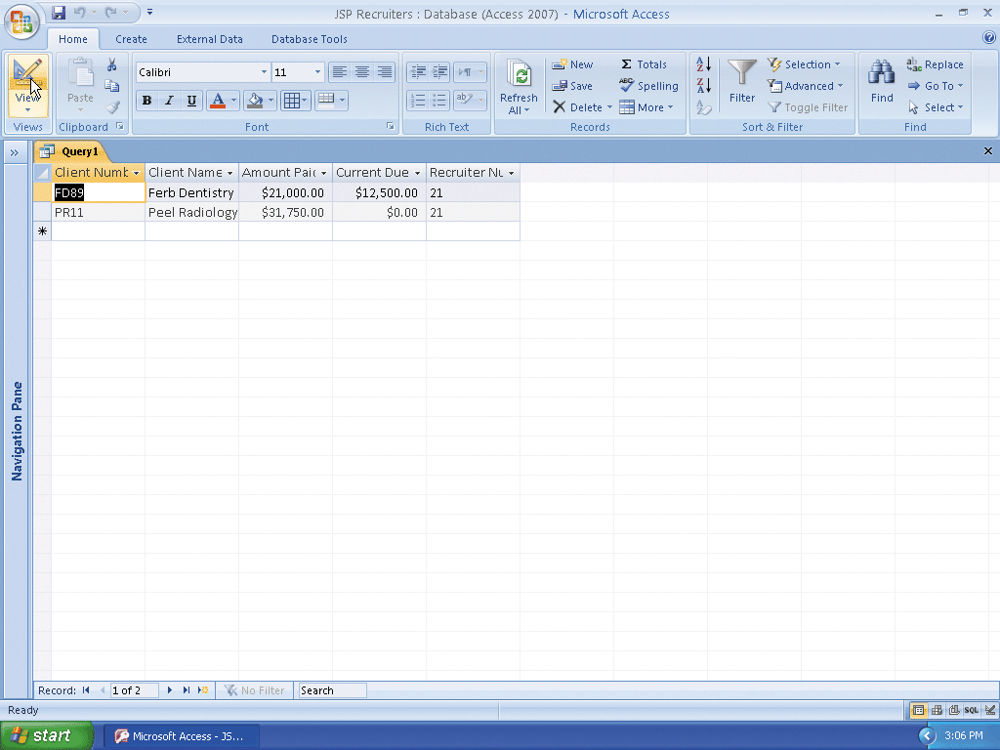 JSP Recruiters : Database (Access 2007) - Microsoft Access
Home Create External Data Database Tools
View
Views
Paste
Clipboard
Calibri 11
B I U A
Font
Rich Text
Refresh All
New
Save
Delete
Σ Totals
ABC Spelling
More
Records
A Z
Z A
Filter
Selection
Advanced
Toggle Filter
Sort & Filter
Find
Replace
Go To
Select
Find
»
Query1
Client Numb Client Name Amount Paid Current Due Recruiter Nu
FD89 Ferb Dentistry $21,000.00 $12,500.00 21
PR11 Peel Radiology $31,750.00 $0.00 21
Navigation Pane
Record: 1 of 2 No Filter Search
Ready
SQL
start
Microsoft Access - JS...
3:06 PM